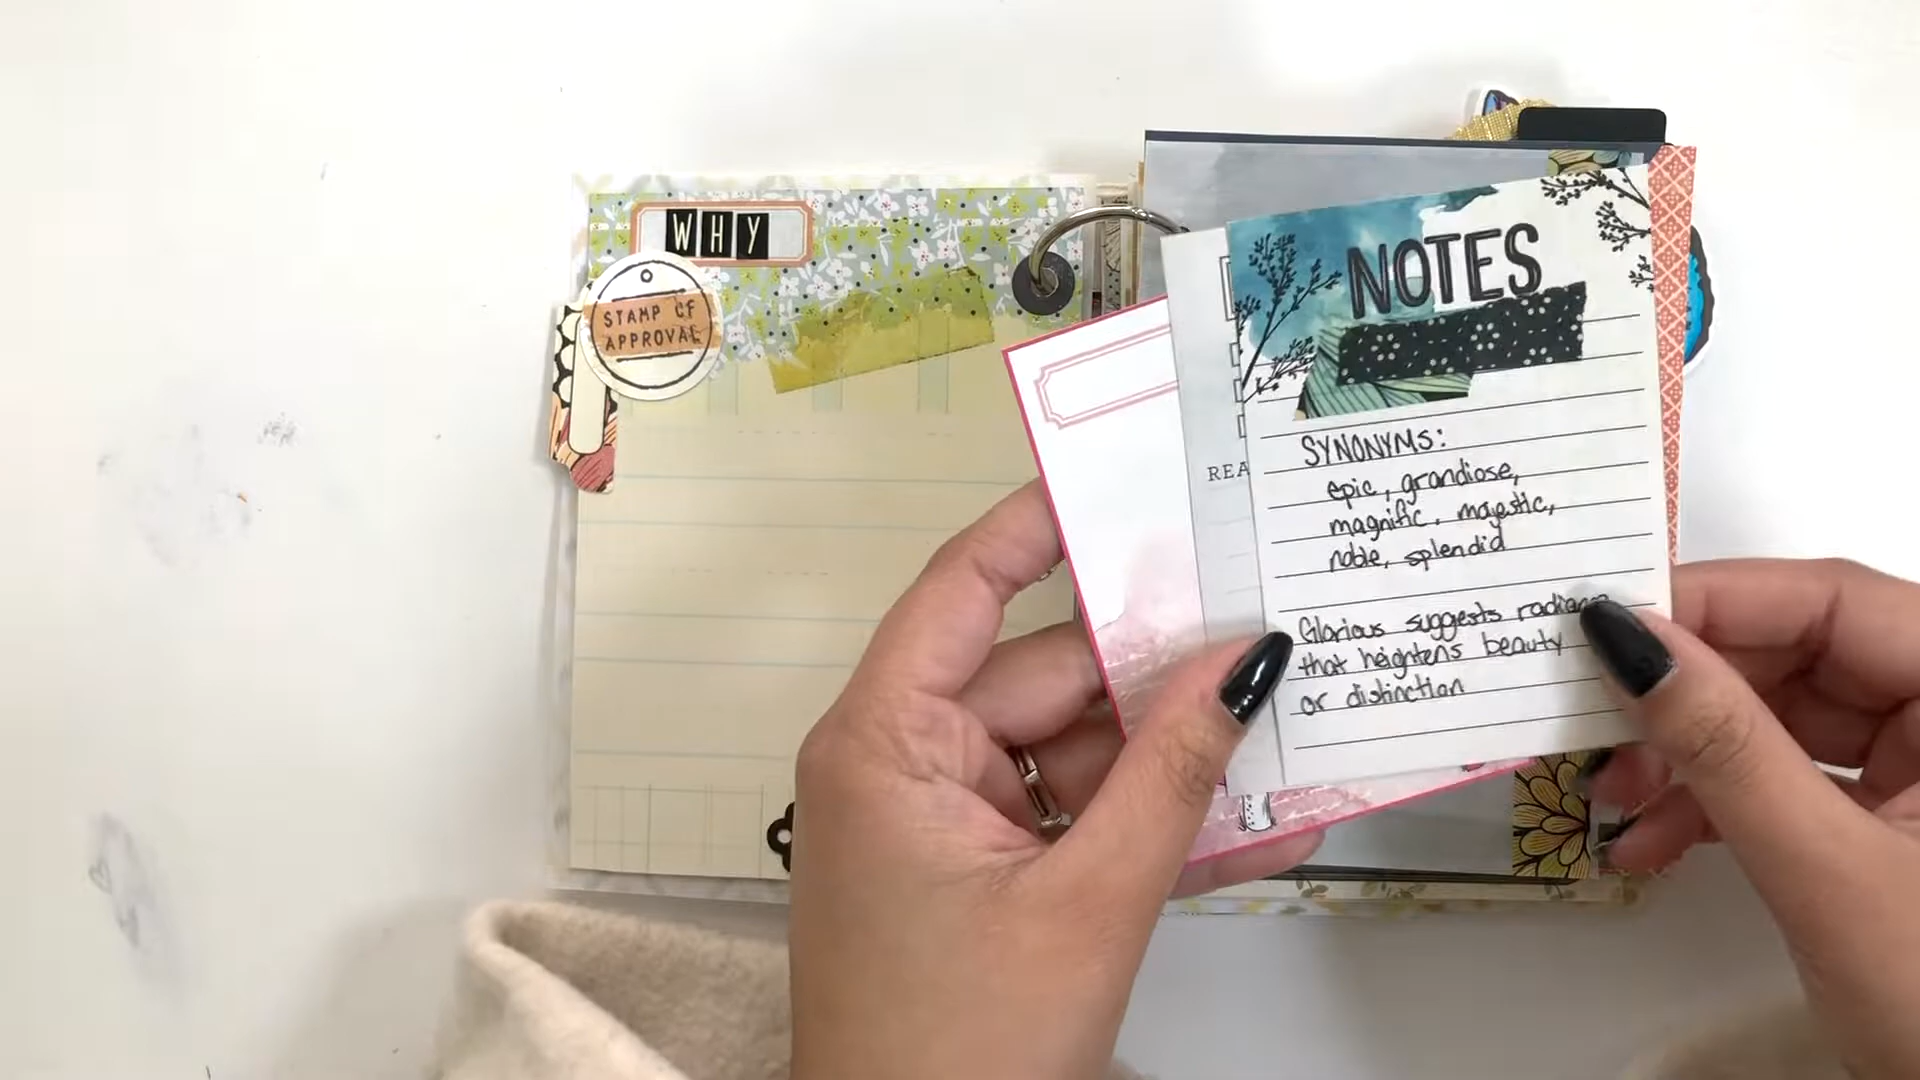 WHY
STAMP OF
APPROVAL
REA
NOTES
SYNONYMS:
epic, grandiose,
magnific, majestic,
noble, splendid
Glorious suggests
that heightens beauty
or distinction